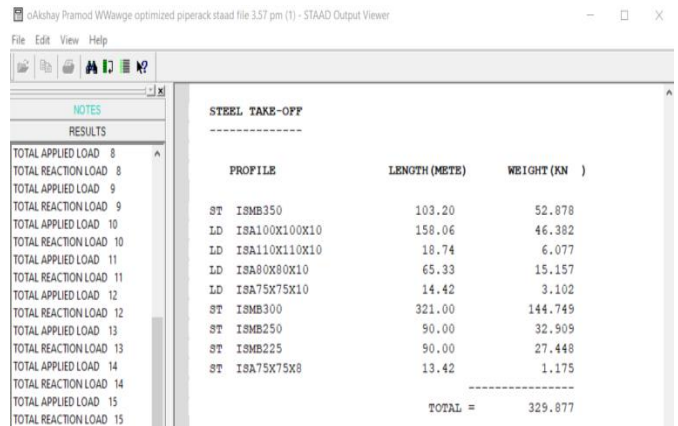 oAkshay Pramod WWawge optimized piperack staad file 3.57 pm (1) - STAAD Output Viewer
File Edit View Help
NOTES
RESULTS
TOTAL APPLIED LOAD 8
TOTAL REACTION LOAD 8
TOTAL APPLIED LOAD 9
TOTAL REACTION LOAD 9
TOTAL APPLIED LOAD 10
TOTAL REACTION LOAD 10
TOTAL APPLIED LOAD 11
TOTAL REACTION LOAD 11
TOTAL APPLIED LOAD 12
TOTAL REACTION LOAD 12
TOTAL APPLIED LOAD 13
TOTAL REACTION LOAD 13
TOTAL APPLIED LOAD 14
TOTAL REACTION LOAD 14
TOTAL APPLIED LOAD 15
TOTAL REACTION LOAD 15
STEEL TAKE-OFF
--------------
PROFILE LENGTH(METE) WEIGHT(KN )
ST ISMB350 103.20 52.878
LD ISA100X100X10 158.06 46.382
LD ISA110X110X10 18.74 6.077
LD ISA80X80X10 65.33 15.157
LD ISA75X75X10 14.42 3.102
ST ISMB300 321.00 144.749
ST ISMB250 90.00 32.909
ST ISMB225 90.00 27.448
ST ISA75X75X8 13.42 1.175
----------------
TOTAL = 329.877